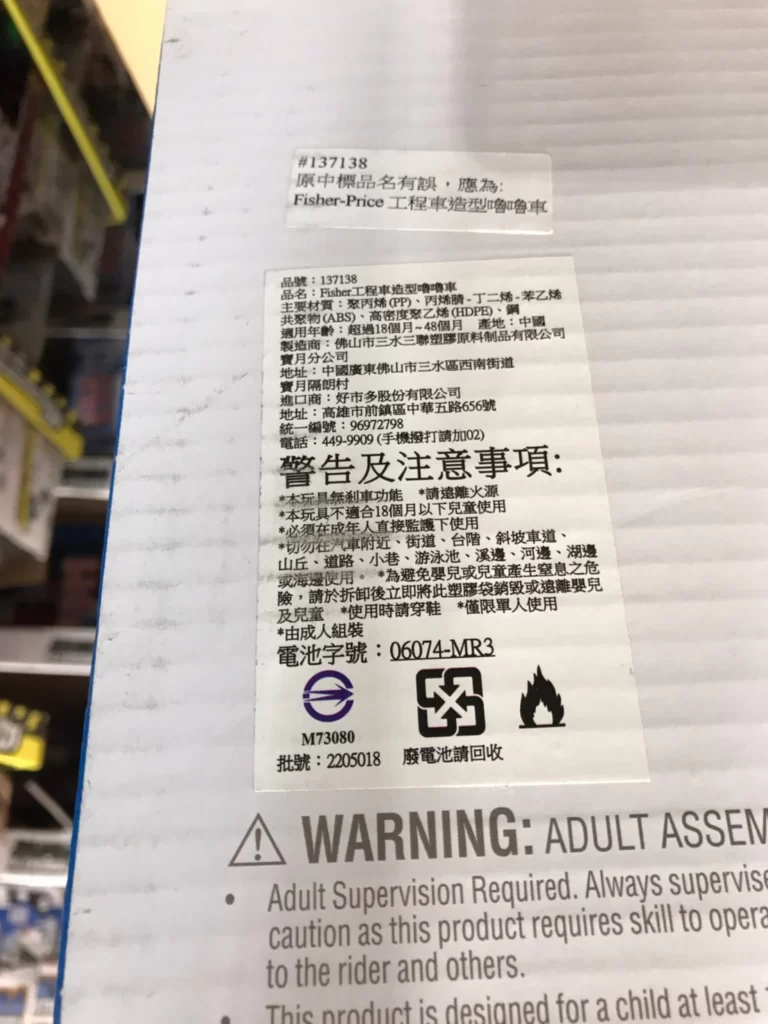 #137138
原中標品名有誤，應為:
Fisher-Price 工程車造型嚕嚕車
品號：137138
品名：Fisher工程車造型嚕嚕車
主要材質：聚丙烯(PP)、丙烯腈-丁二烯-苯乙烯
共聚物(ABS)、高密度聚乙烯(HDPE)、鋼
適用年齡：超過18個月~48個月 產地：中國
製造商：佛山市三水三聯塑膠原料制品有限公司
寶月分公司
地址：中國廣東佛山市三水區西南街道
寶月隔朗村
進口商：好市多股份有限公司
地址：高雄市前鎮區中華五路656號
統一編號：96972798
電話：449-9909 (手機撥打請加02)
警告及注意事項:
*本玩具無剎車功能 *請遠離火源
*本玩具不適合18個月以下兒童使用
*必須在成年人直接監護下使用
*切勿在汽車附近、街道、台階、斜坡車道、
山丘、道路、小巷、游泳池、溪邊、河邊、湖邊
或海邊使用。 *為避免嬰兒或兒童產生窒息之危
險，請於拆卸後立即將此塑膠袋銷毀或遠離嬰兒
及兒童 *使用時請穿鞋 *僅限單人使用
*由成人組裝
電池字號：06074-MR3
M73080
批號：2205018 廢電池請回收
WARNING: ADULT ASSEM
• Adult Supervision Required. Always supervise
caution as this product requires skill to opera
to the rider and others.
• This product is designed for a child at least